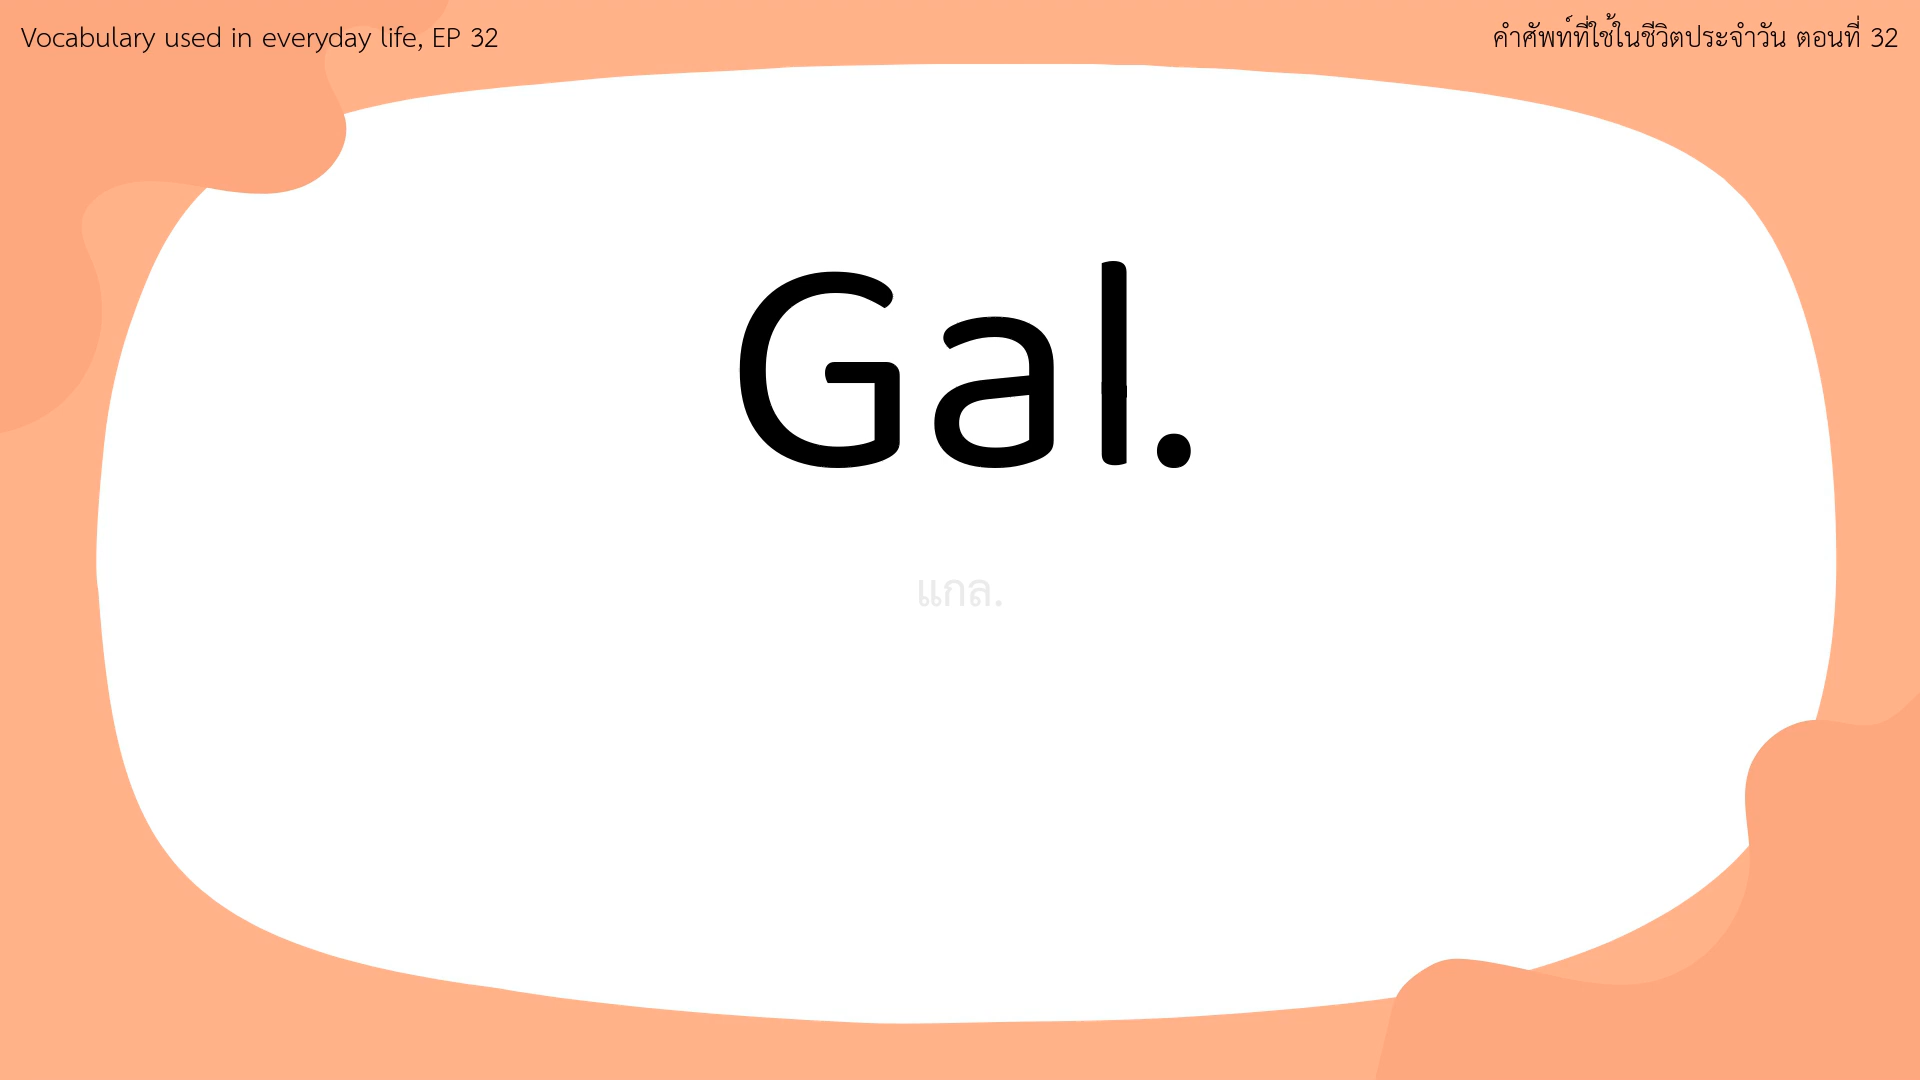 Vocabulary used in everyday life, EP 32
คำศัพท์ที่ใช้ในชีวิตประจำวัน ตอนที่ 32
Gal.
แกล.